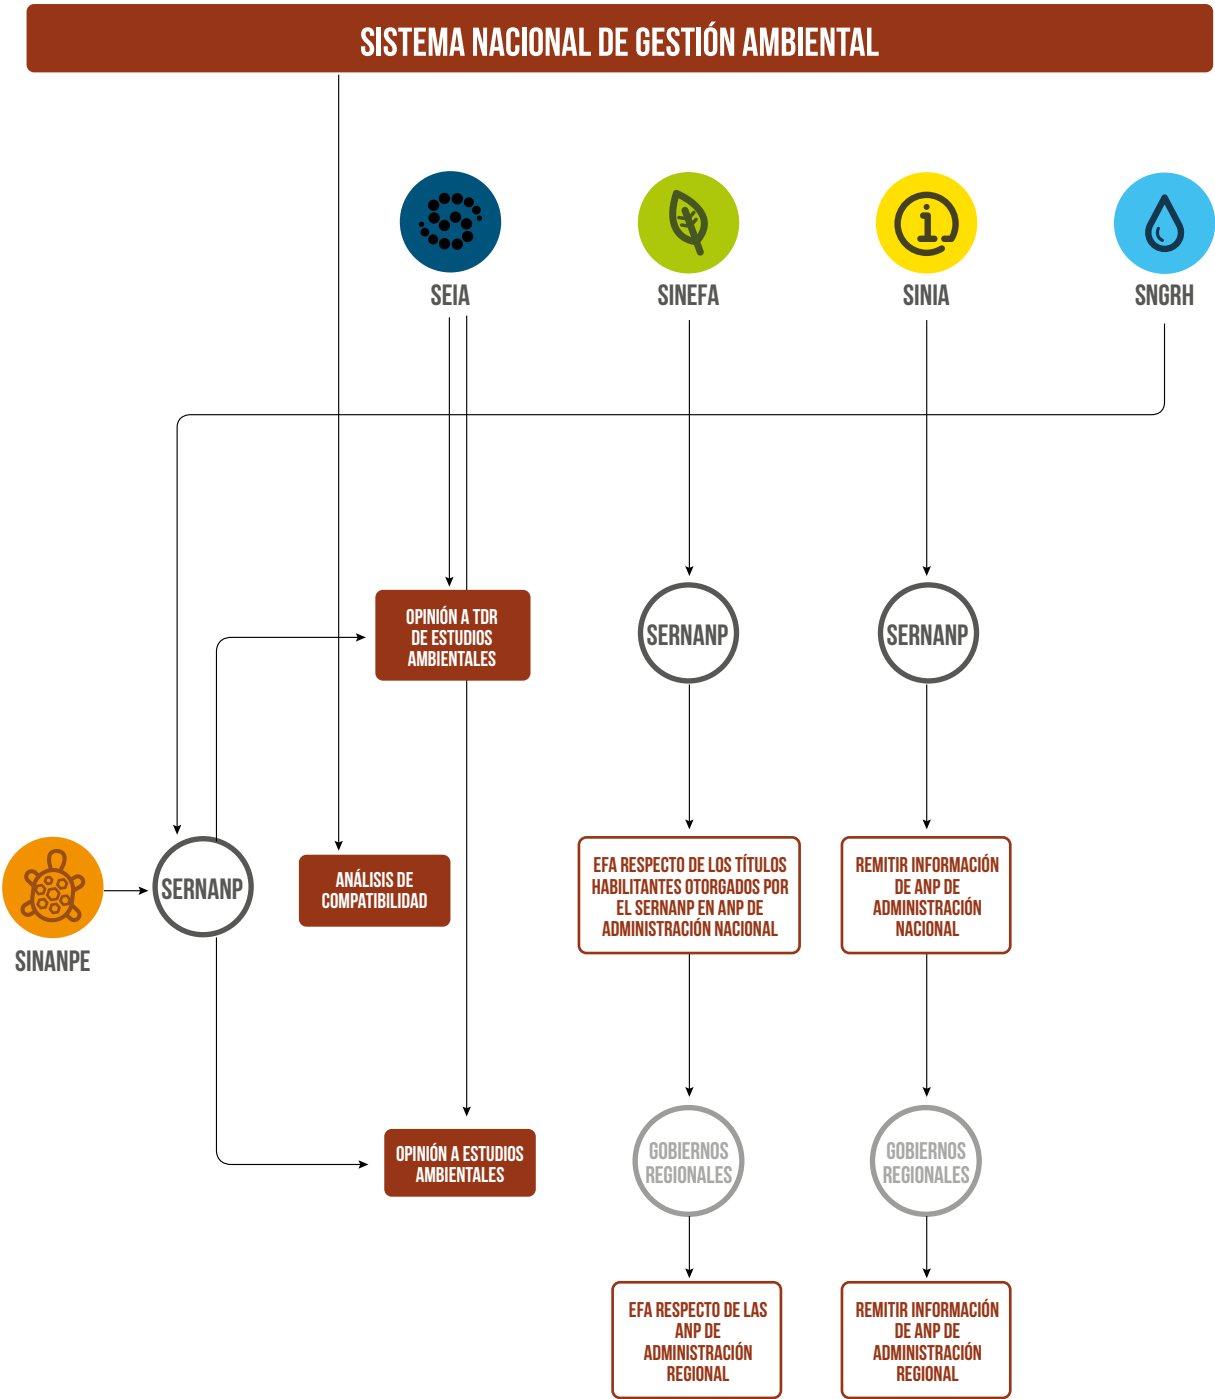 SISTEMA NACIONAL DE GESTIÓN AMBIENTAL
SEIA
SINEFA
SINIA
SNGRH
OPINIÓN A TDR
DE ESTUDIOS
AMBIENTALES
SERNANP
SERNANP
SINANPE
SERNANP
ANÁLISIS DE
COMPATIBILIDAD
EFA RESPECTO DE LOS TÍTULOS
HABILITANTES OTORGADOS POR
EL SERNANP EN ANP DE
ADMINISTRACIÓN NACIONAL
REMITIR INFORMACIÓN
DE ANP DE
ADMINISTRACIÓN
NACIONAL
OPINIÓN A ESTUDIOS
AMBIENTALES
GOBIERNOS
REGIONALES
GOBIERNOS
REGIONALES
EFA RESPECTO DE LAS
ANP DE
ADMINISTRACIÓN
REGIONAL
REMITIR INFORMACIÓN
DE ANP DE
ADMINISTRACIÓN
REGIONAL